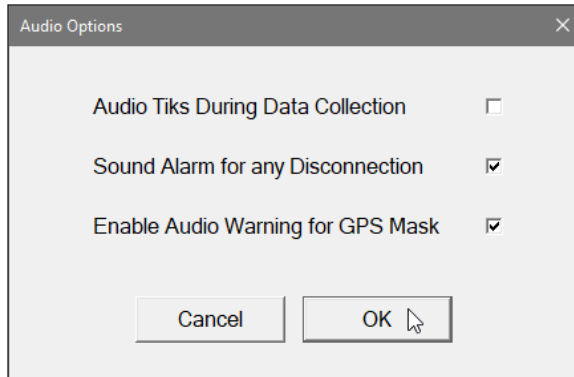 Audio Options
Audio Tiks During Data Collection
Sound Alarm for any Disconnection
Enable Audio Warning for GPS Mask
Cancel OK